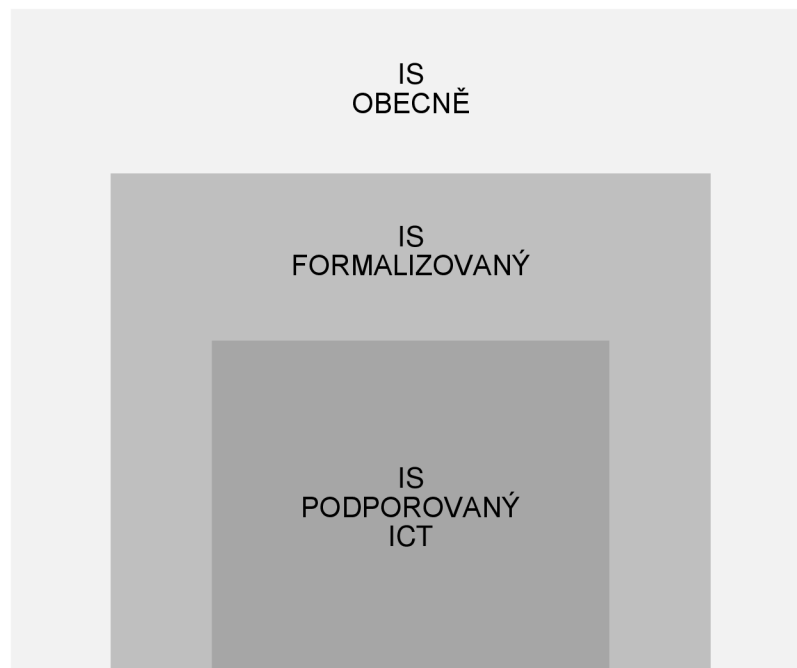 IS
OBECNĚ
IS
FORMALIZOVANÝ
IS
PODPOROVANÝ
ICT